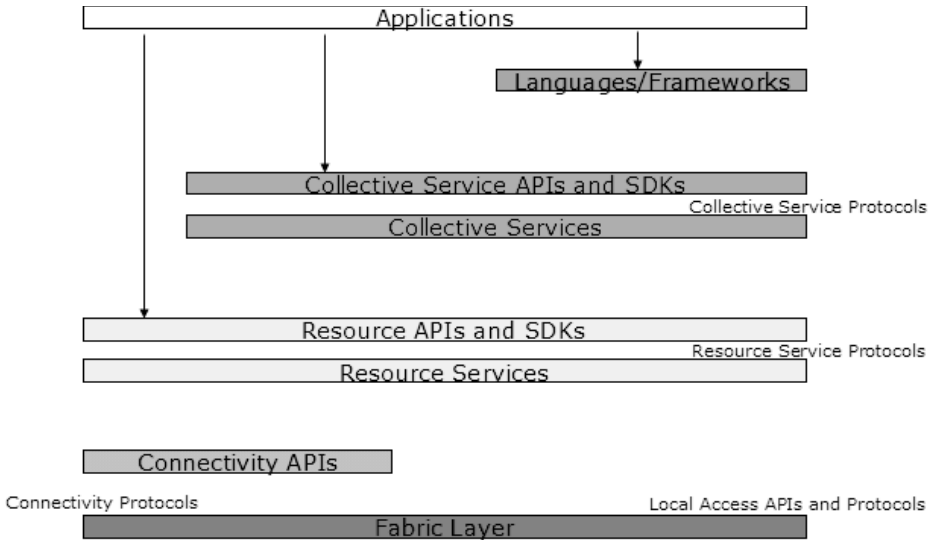 Applications
Languages/Frameworks
Collective Service APIs and SDKs
Collective Service Protocols
Collective Services
Resource APIs and SDKs
Resource Service Protocols
Resource Services
Connectivity APIs
Connectivity Protocols
Local Access APIs and Protocols
Fabric Layer